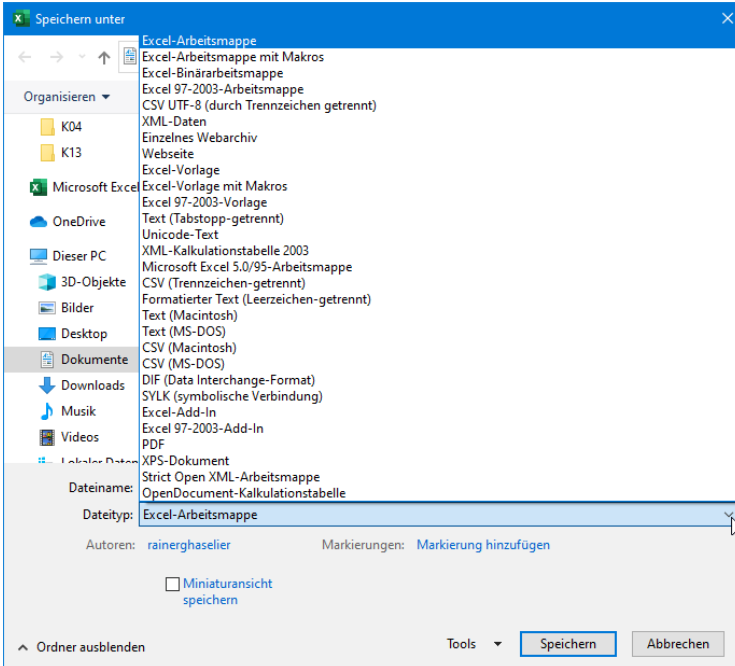 Speichern unter
Organisieren
K04
K13
Microsoft Excel
OneDrive
Dieser PC
3D-Objekte
Bilder
Desktop
Dokumente
Downloads
Musik
Videos
Lokaler Daten
Excel-Arbeitsmappe
Excel-Arbeitsmappe mit Makros
Excel-Binärarbeitsmappe
Excel 97-2003-Arbeitsmappe
CSV UTF-8 (durch Trennzeichen getrennt)
XML-Daten
Einzelnes Webarchiv
Webseite
Excel-Vorlage
Excel-Vorlage mit Makros
Excel 97-2003-Vorlage
Text (Tabstopp-getrennt)
Unicode-Text
XML-Kalkulationstabelle 2003
Microsoft Excel 5.0/95-Arbeitsmappe
CSV (Trennzeichen-getrennt)
Formatierter Text (Leerzeichen-getrennt)
Text (Macintosh)
Text (MS-DOS)
CSV (Macintosh)
CSV (MS-DOS)
DIF (Data Interchange-Format)
SYLK (symbolische Verbindung)
Excel-Add-In
Excel 97-2003-Add-In
PDF
XPS-Dokument
Strict Open XML-Arbeitsmappe
OpenDocument-Kalkulationstabelle
Dateiname:
Dateityp: Excel-Arbeitsmappe
Autoren: rainerghaselier Markierungen: Markierung hinzufügen
Miniaturansicht
speichern
Ordner ausblenden Tools Speichern Abbrechen